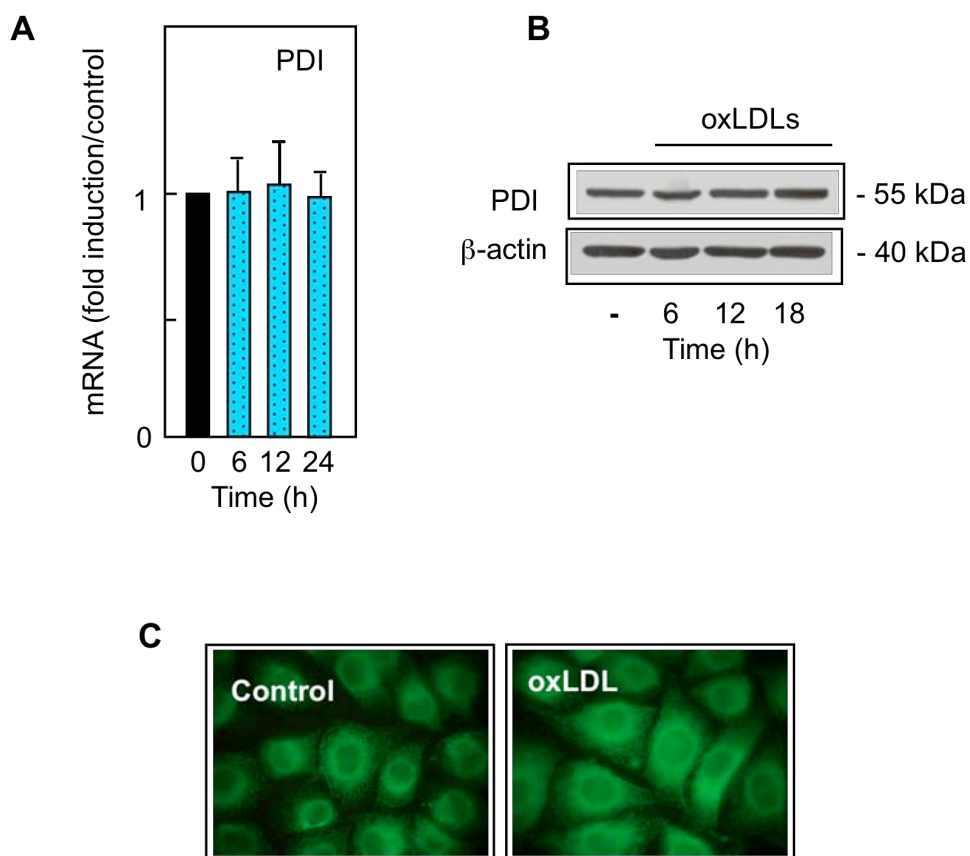 A
PDI
mRNA (fold induction/control
1
0
0 6 12 24
Time (h)
B
oxLDLs
PDI - 55 kDa
β-actin - 40 kDa
- 6 12 18
Time (h)
C
Control
oxLDL